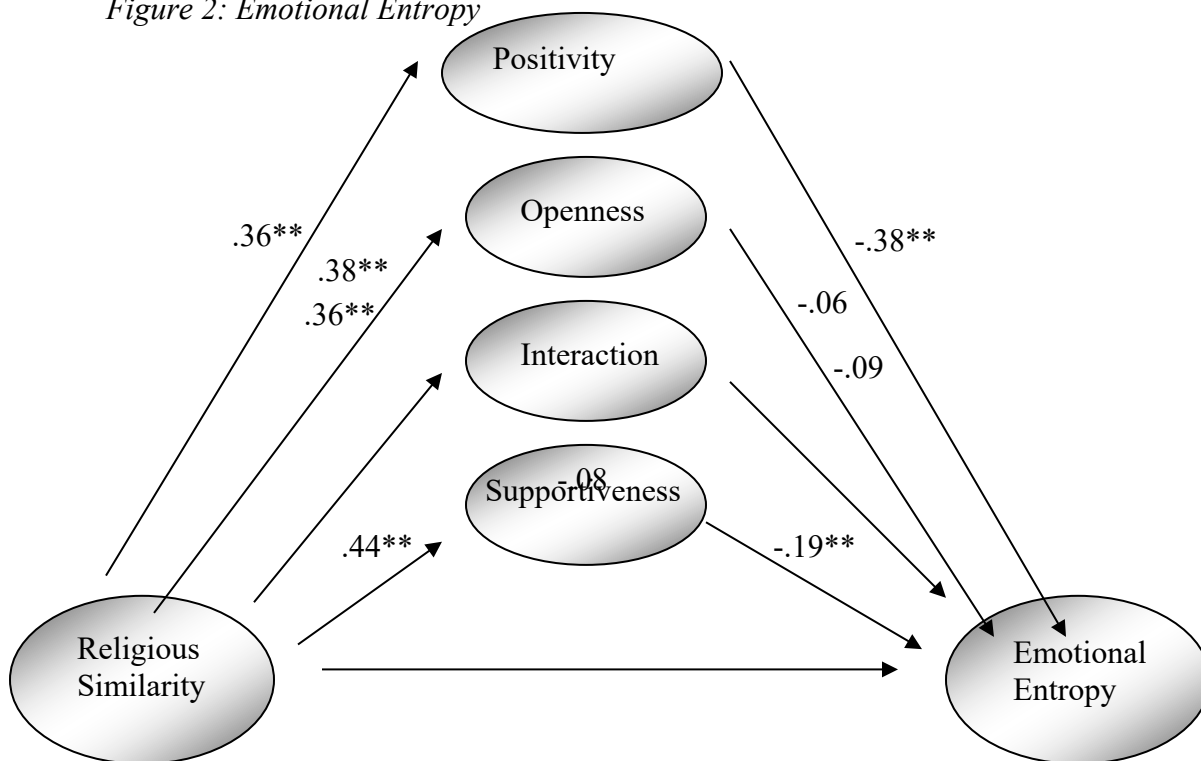 Figure 2: Emotional Entropy
Positivity
Openness
.36**
-.38**
.38**
-.06
.36**
Interaction
-.09
-.08
Supportiveness
.44**
-.19**
Religious
Similarity
Emotional
Entropy